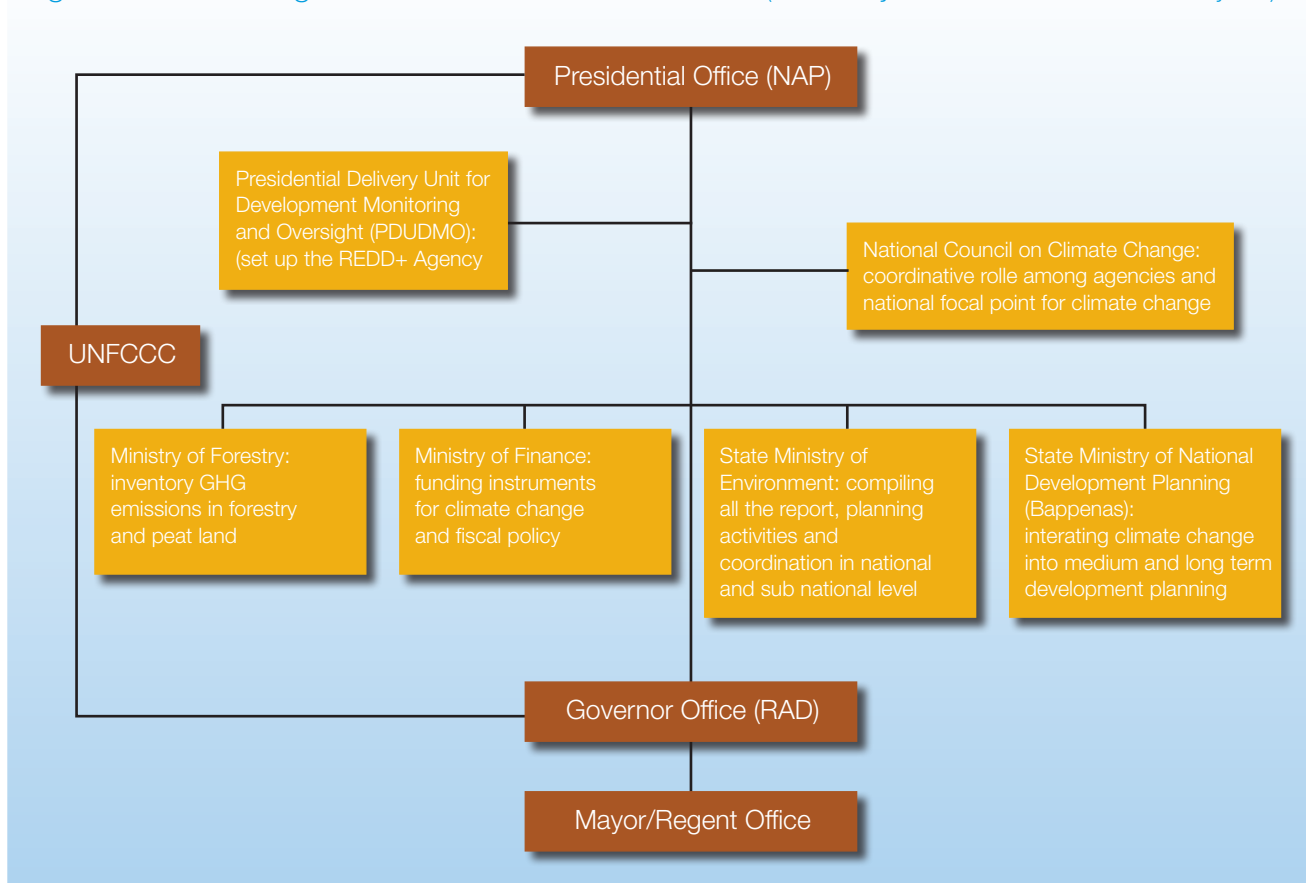 Presidential Office (NAP)
Presidential Delivery Unit for
Development Monitoring
and Oversight (PDUDMO):
(set up the REDD+ Agency
National Council on Climate Change:
coordinative rolle among agencies and
national focal point for climate change
UNFCCC
Ministry of Forestry:
inventory GHG
emissions in forestry
and peat land
Ministry of Finance:
funding instruments
for climate change
and fiscal policy
State Ministry of
Environment: compiling
all the report, planning
activities and
coordination in national
and sub national level
State Ministry of National
Development Planning
(Bappenas):
interating climate change
into medium and long term
development planning
Governor Office (RAD)
Mayor/Regent Office